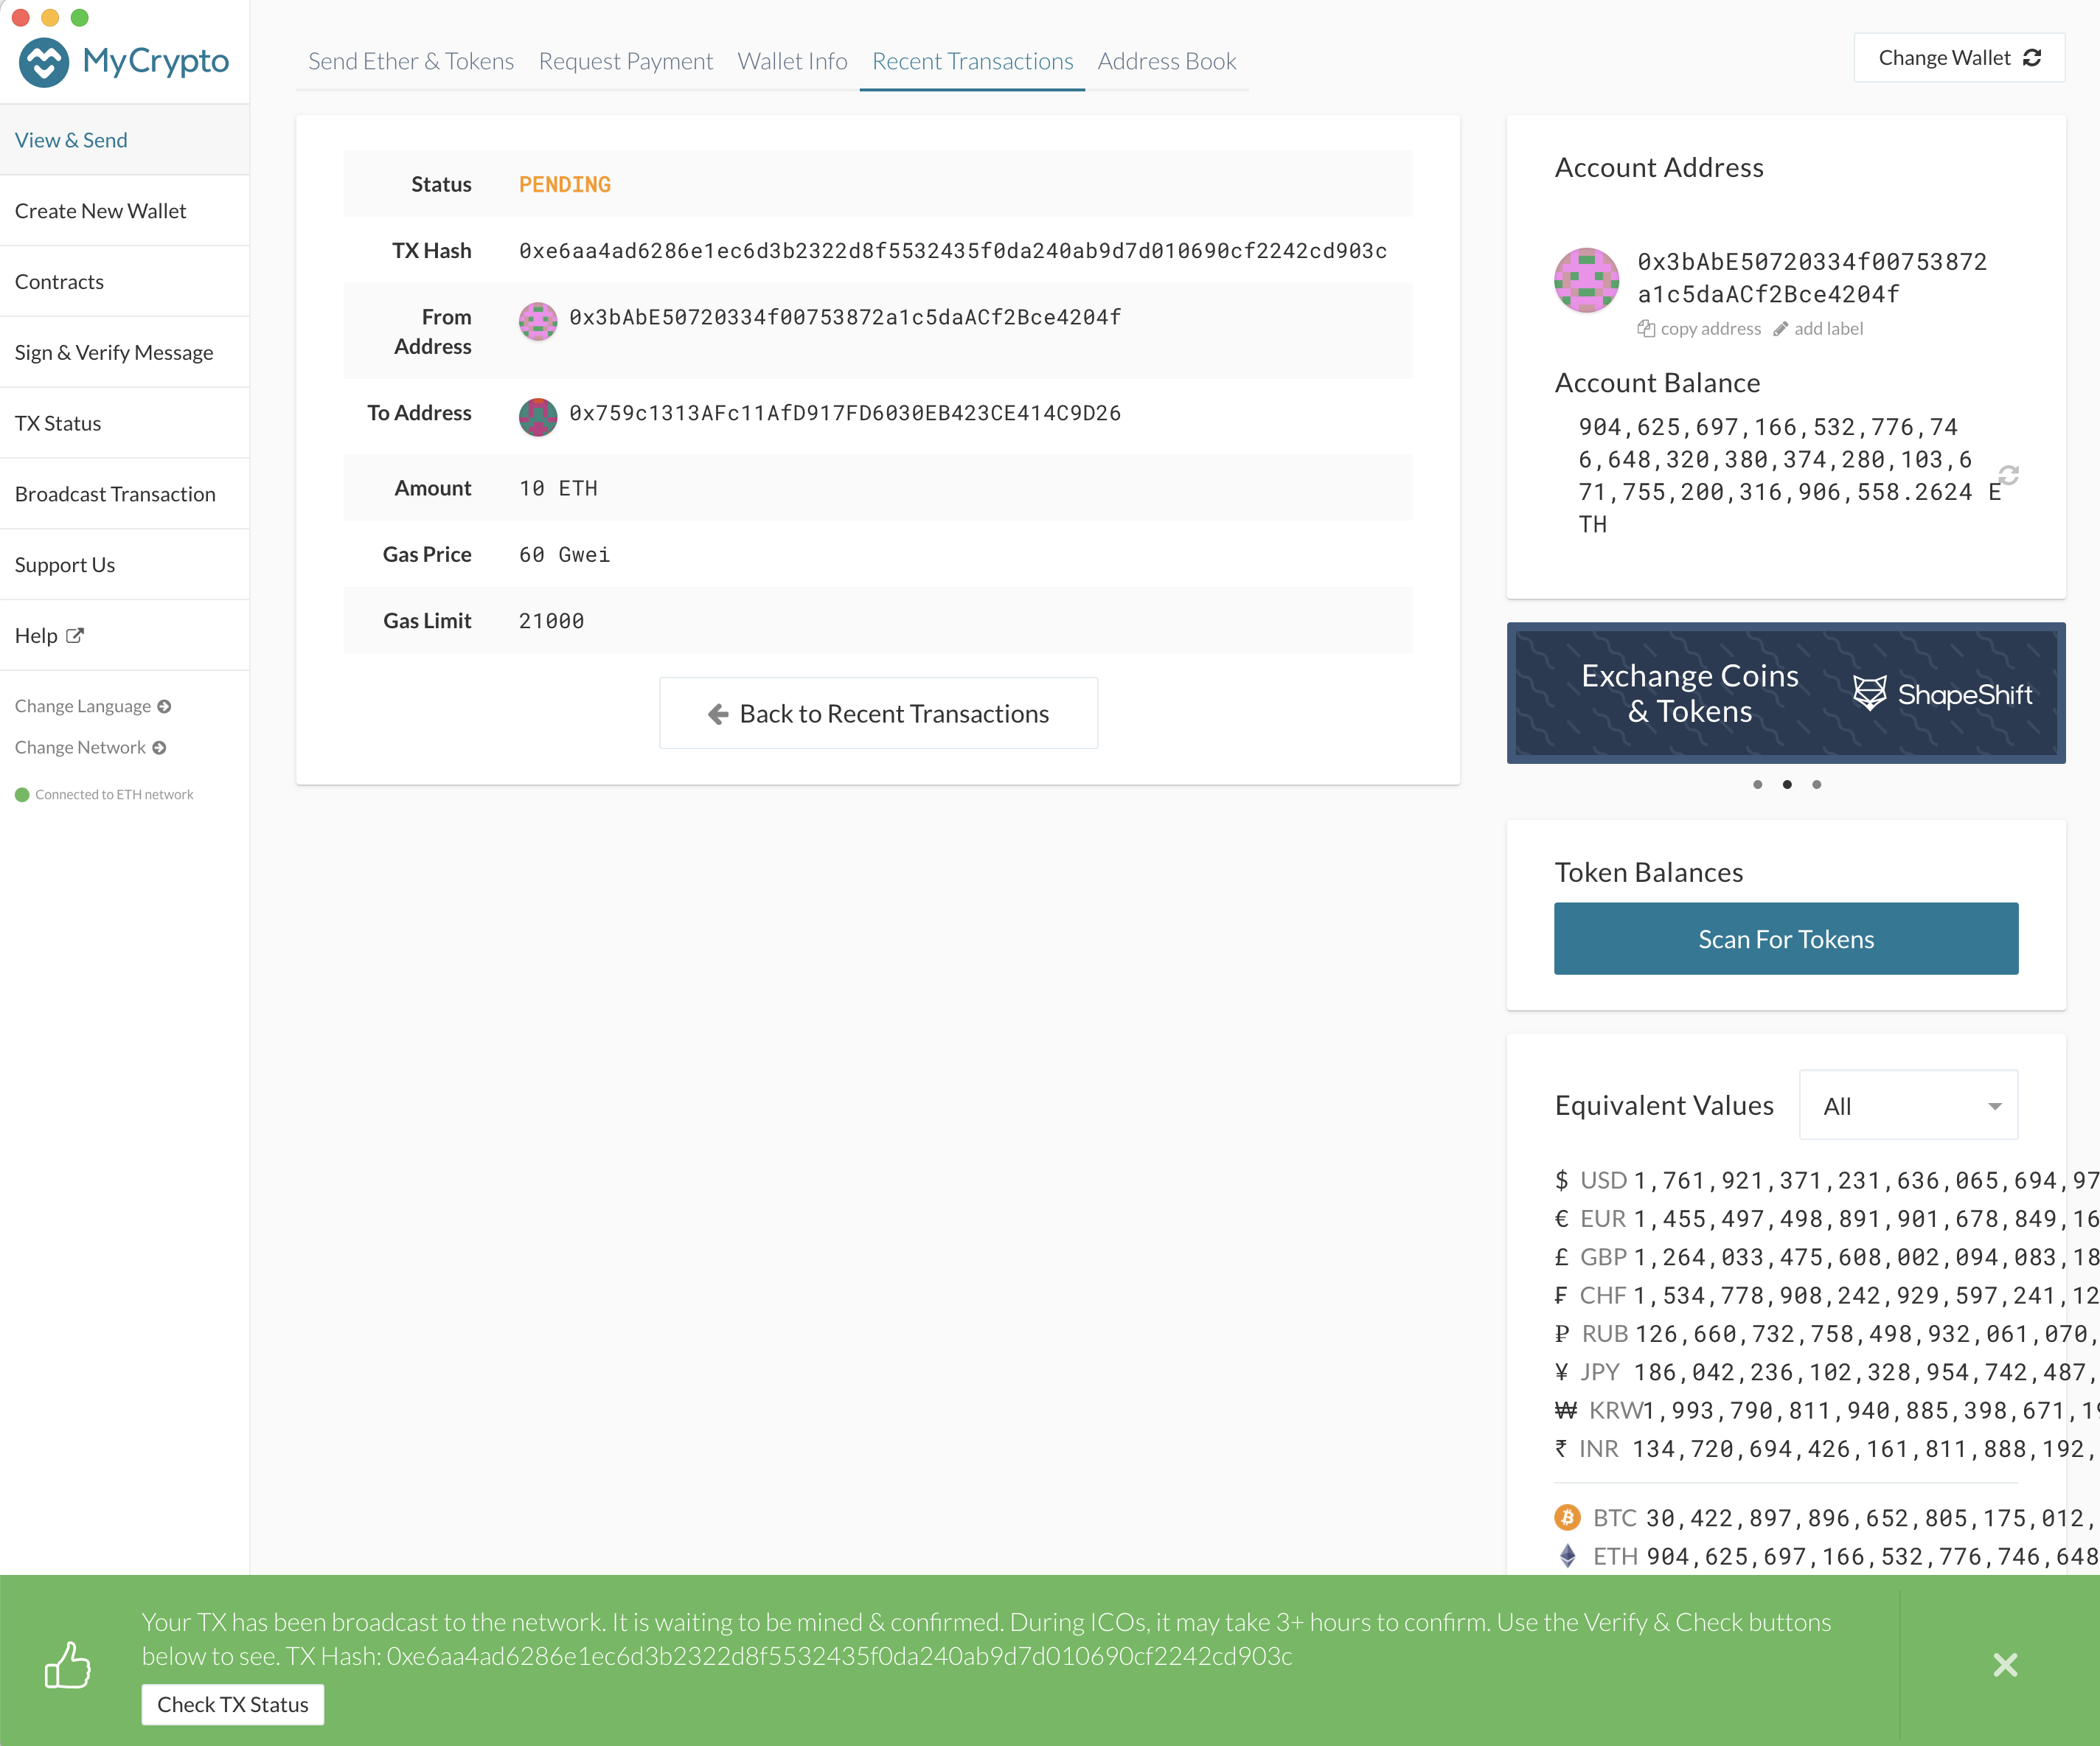 MyCrypto
View & Send
Create New Wallet
Contracts
Sign & Verify Message
TX Status
Broadcast Transaction
Support Us
Help
Change Language
Change Network
Connected to ETH network
Send Ether & Tokens Request Payment Wallet Info Recent Transactions Address Book
Change Wallet
Status PENDING
TX Hash 0xe6aa4ad6286e1ec6d3b2322d8f5532435f0da240ab9d7d010690cf2242cd903c
From Address 0x3bAbE50720334f00753872a1c5daACf2Bce4204f
To Address 0x759c1313AFc11AfD917FD6030EB423CE414C9D26
Amount 10 ETH
Gas Price 60 Gwei
Gas Limit 21000
Back to Recent Transactions
Account Address
0x3bAbE50720334f00753872
a1c5daACf2Bce4204f
copy address add label
Account Balance
904,625,697,166,532,776,74
6,648,320,380,374,280,103,6
71,755,200,316,906,558.2624 E
TH
Exchange Coins
& Tokens
ShapeShift
Token Balances
Scan For Tokens
Equivalent Values All
$ USD 1,761,921,371,231,636,065,694,97
€ EUR 1,455,497,498,891,901,678,849,16
£ GBP 1,264,033,475,608,002,094,083,18
₣ CHF 1,534,778,908,242,929,597,241,12
₽ RUB 126,660,732,758,498,932,061,070,
¥ JPY 186,042,236,102,328,954,742,487,
₩ KRW1,993,790,811,940,885,398,671,19
₹ INR 134,720,694,426,161,811,888,192,
BTC 30,422,897,896,652,805,175,012,
ETH 904,625,697,166,532,776,746,648
Your TX has been broadcast to the network. It is waiting to be mined & confirmed. During ICOs, it may take 3+ hours to confirm. Use the Verify & Check buttons
below to see. TX Hash: 0xe6aa4ad6286e1ec6d3b2322d8f5532435f0da240ab9d7d010690cf2242cd903c
Check TX Status